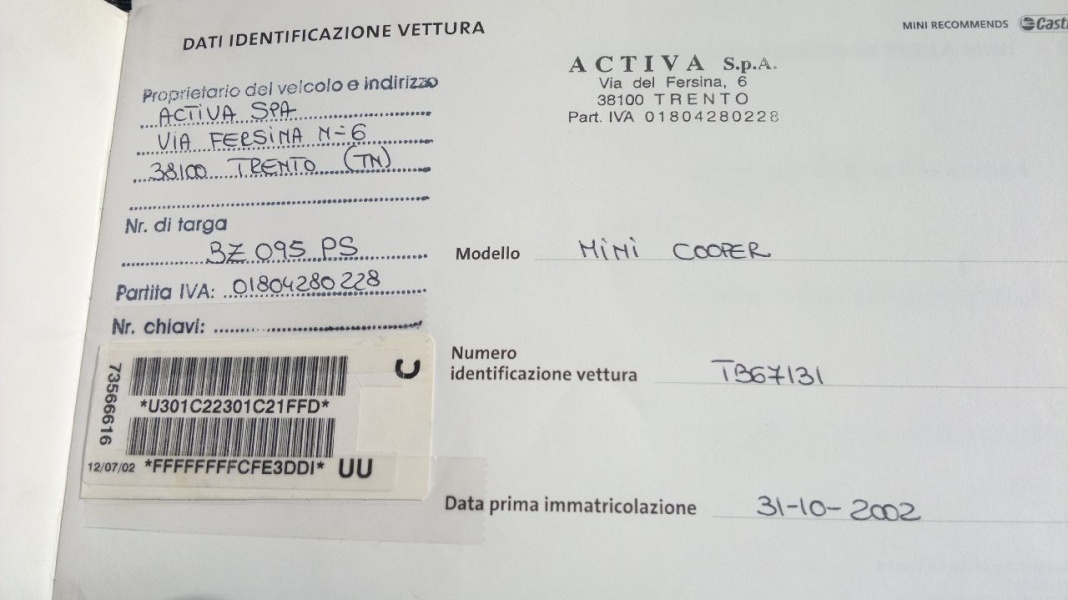 DATI IDENTIFICAZIONE VETTURA
MINI RECOMMENDS Castr
Proprietario del veicolo e indirizzo
ACTIVA SPA
VIA FERSINA N=6
38100 TRENTO (TN)
ACTIVA S.p.A.
Via del Fersina, 6
38100 TRENTO
Part. IVA 01804280228
Nr. di targa
BZ 095 PS
Partita IVA: 01804280228
Nr. chiavi:
73566616
*U301C22301C21FFD*
C
12/07/02 *FFFFFFFFCFE3DDI* UU
Modello MINI COOPER
Numero
identificazione vettura TB67131
Data prima immatricolazione 31-10-2002